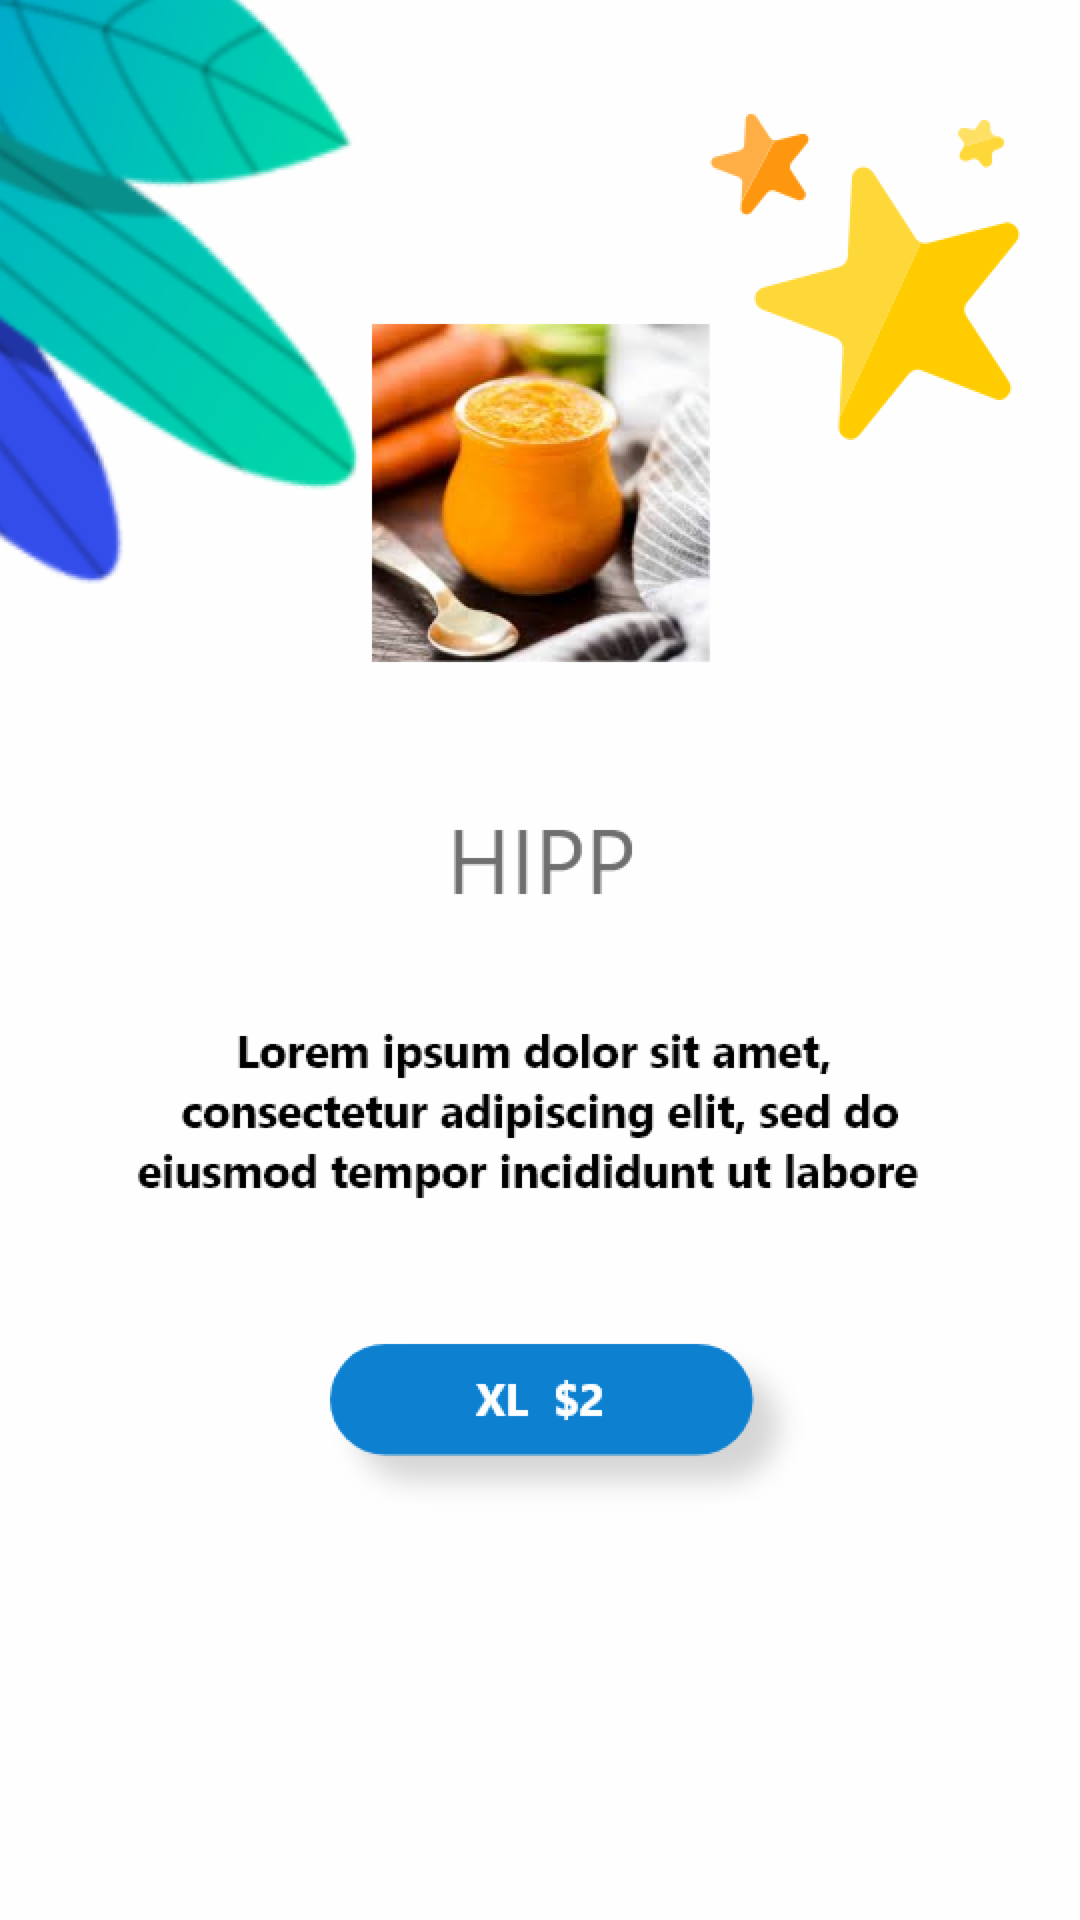 HIPP
Lorem ipsum dolor sit amet,
consectetur adipiscing elit, sed do
eiusmod tempor incididunt ut labore
XL $2